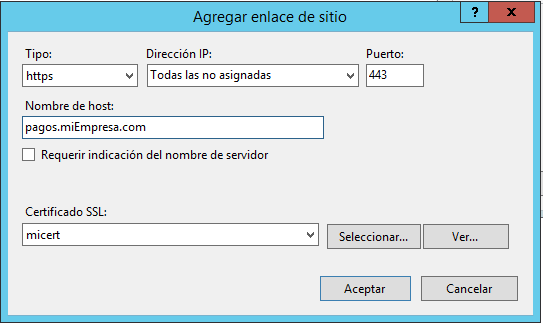 Agregar enlace de sitio
? x
Tipo: Dirección IP: Puerto:
https Todas las no asignadas 443
Nombre de host:
pagos.miEmpresa.com
Requerir indicación del nombre de servidor
Certificado SSL:
micert Seleccionar... Ver...
Aceptar Cancelar